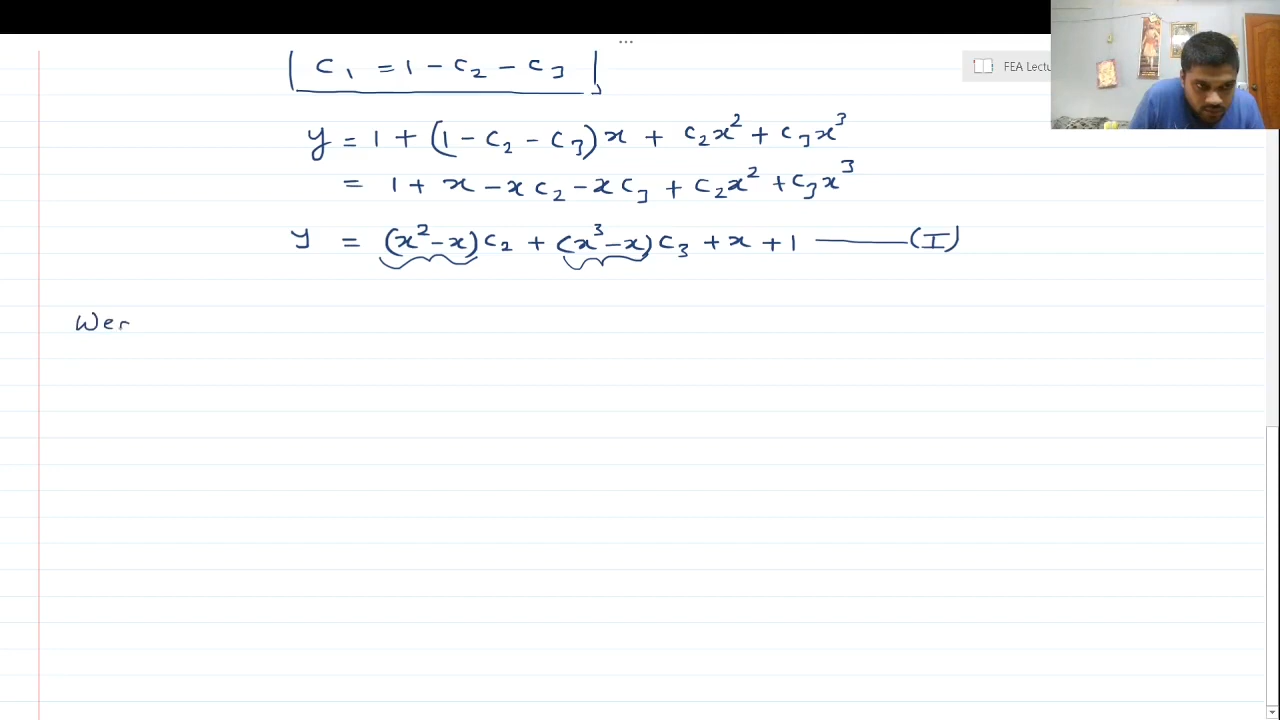 ...
C₁ = 1 - C₂ - C₃
FEA Lectu
y = 1 + (1 - C₂ - C₃)x + C₂x² + C₃x³
= 1 + x - xC₂ - xC₃ + C₂x² + C₃x³
y = (x² - x)C₂ + (x³ - x)C₃ + x + 1 ——— (I)
Wer